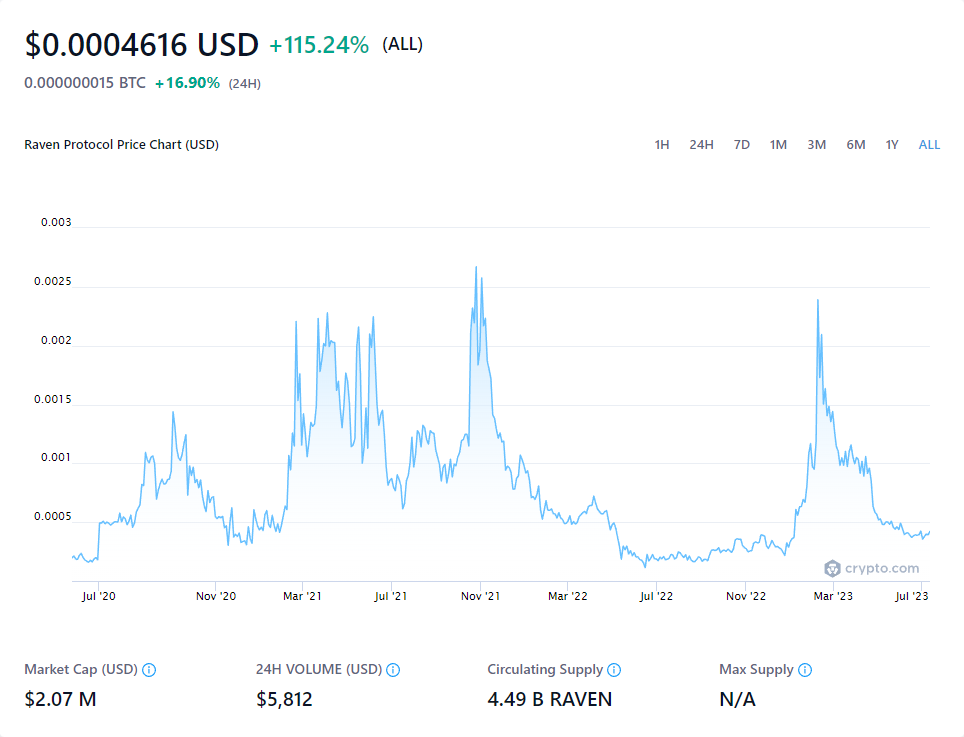 $0.0004616 USD +115.24% (ALL)
0.000000015 BTC +16.90% (24H)
Raven Protocol Price Chart (USD) 1H 24H 7D 1M 3M 6M 1Y ALL
0.003
0.0025
0.002
0.0015
0.001
0.0005
crypto.com
Jul '20 Nov '20 Mar '21 Jul '21 Nov '21 Mar '22 Jul '22 Nov '22 Mar '23 Jul '23
Market Cap (USD) 24H VOLUME (USD) Circulating Supply Max Supply
$2.07 M $5,812 4.49 B RAVEN N/A